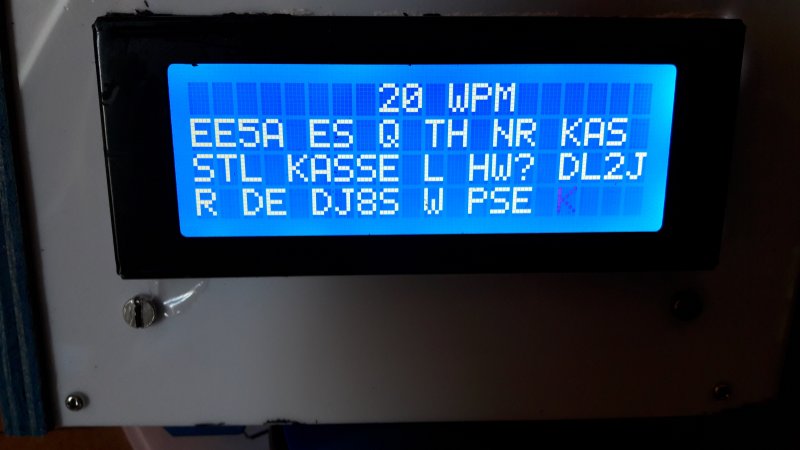 20 WPM
EE5A ES Q TH NR KAS
STL KASSE L HW? DL2J
R DE DJ8S W PSE K